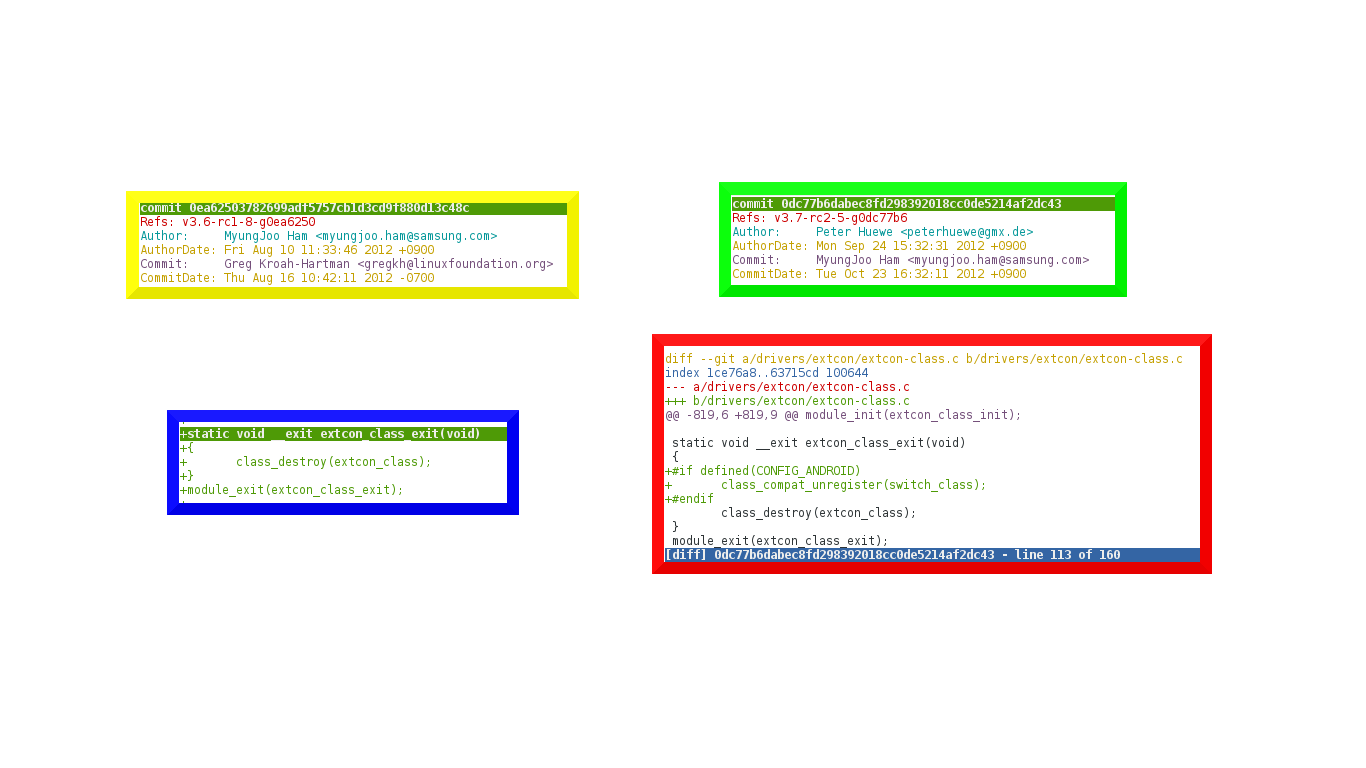 commit 0ea62503782699adf5757cb1d3cd9f880d13c48c
Refs: v3.6-rc1-8-g0ea6250
Author:     MyungJoo Ham <myungjoo.ham@samsung.com>
AuthorDate: Fri Aug 10 11:33:46 2012 +0900
Commit:     Greg Kroah-Hartman <gregkh@linuxfoundation.org>
CommitDate: Thu Aug 16 10:42:11 2012 -0700
commit 0dc77b6dabec8fd298392018cc0de5214af2dc43
Refs: v3.7-rc2-5-g0dc77b6
Author:     Peter Huewe <peterhuewe@gmx.de>
AuthorDate: Mon Sep 24 15:32:31 2012 +0900
Commit:     MyungJoo Ham <myungjoo.ham@samsung.com>
CommitDate: Tue Oct 23 16:32:11 2012 +0900
+static void __exit extcon_class_exit(void)
+{
+       class_destroy(extcon_class);
+}
+module_exit(extcon_class_exit);
diff --git a/drivers/extcon/extcon-class.c b/drivers/extcon/extcon-class.c
index 1ce76a8..63715cd 100644
--- a/drivers/extcon/extcon-class.c
+++ b/drivers/extcon/extcon-class.c
@@ -819,6 +819,9 @@ module_init(extcon_class_init);
 static void __exit extcon_class_exit(void)
 {
+#if defined(CONFIG_ANDROID)
+       class_compat_unregister(switch_class);
+#endif
        class_destroy(extcon_class);
 }
 module_exit(extcon_class_exit);
[diff] 0dc77b6dabec8fd298392018cc0de5214af2dc43 - line 113 of 160